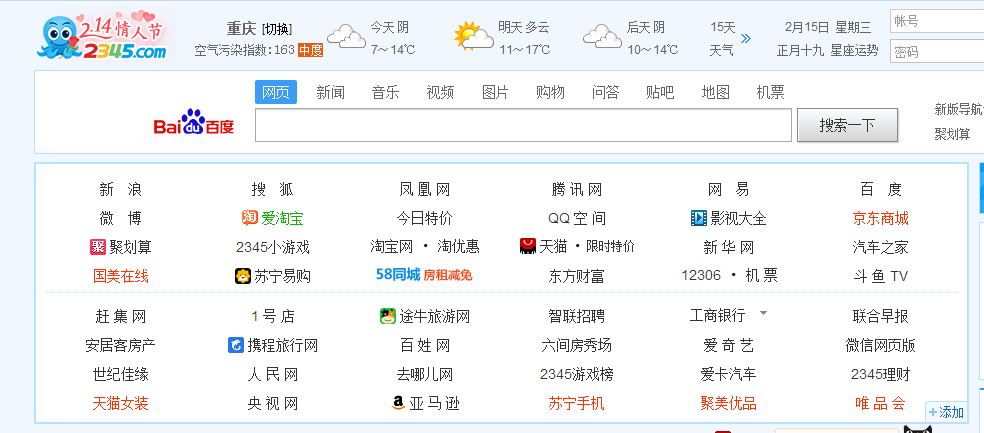 2.14情人节
2345.com
重庆 [切换]
空气污染指数:163 中度
今天 阴
7～14℃
明天 多云
11～17℃
后天 阴
10～14℃
15天
天气 »
2月15日 星期三
正月十九 星座运势
帐号
密码
网页 新闻 音乐 视频 图片 购物 问答 贴吧 地图 机票
Bai du 百度
搜索一下
新版导航
聚划算
新 浪 搜 狐 凤 凰 网 腾 讯 网 网 易 百 度
微 博 淘 爱淘宝 今日特价 QQ 空 间 影视大全 京东商城
聚 聚划算 2345小游戏 淘宝网 • 淘优惠 天猫 • 限时特价 新 华 网 汽车之家
国美在线 苏宁易购 58同城 房租减免 东方财富 12306 • 机 票 斗 鱼 TV
赶 集 网 1 号 店 途牛旅游网 智联招聘 工商银行 联合早报
安居客房产 携程旅行网 百 姓 网 六间房秀场 爱 奇 艺 微信网页版
世纪佳缘 人 民 网 去哪儿网 2345游戏榜 爱卡汽车 2345理财
天猫女装 央 视 网 亚 马 逊 苏宁手机 聚美优品 唯 品 会
+添加